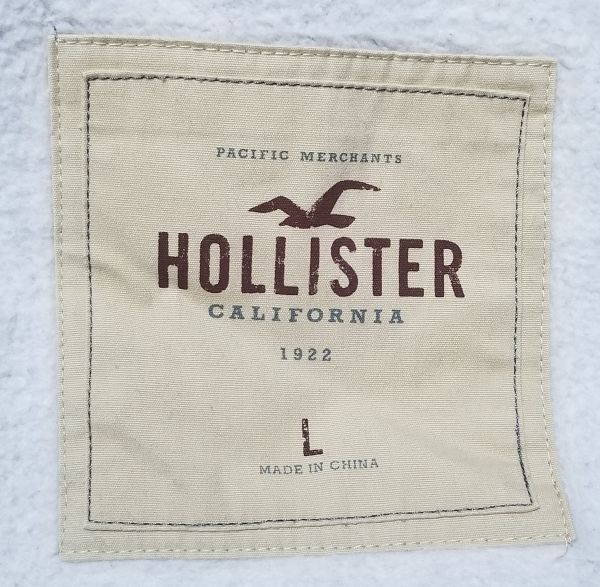 PACIFIC MERCHANTS
HOLLISTER
CALIFORNIA
1922
L
MADE IN CHINA